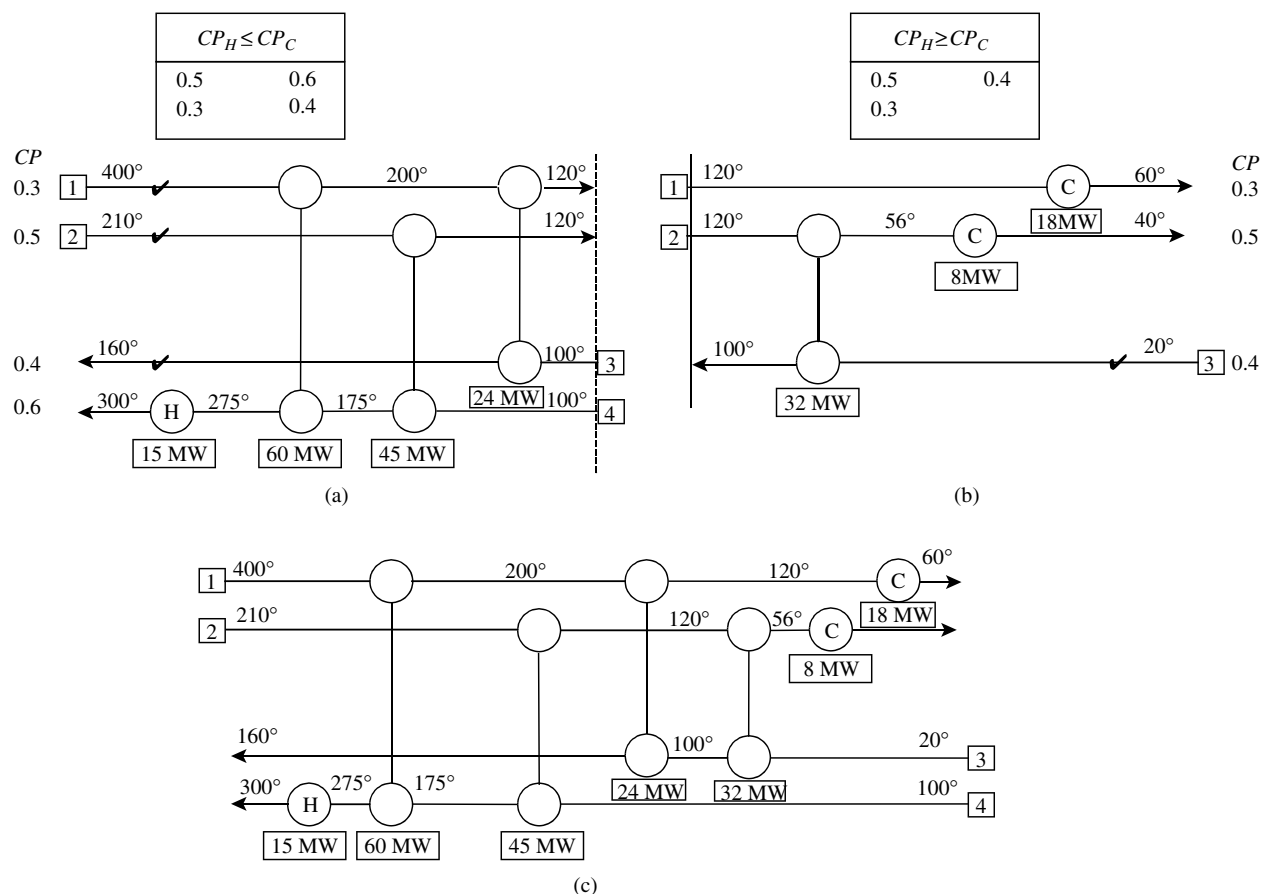 CP_H ≤ CP_C
0.5 0.6
0.3 0.4
CP_H ≥ CP_C
0.5 0.4
0.3
CP
0.3 1 400° 200° 120°
0.5 2 210° 120°
0.4 160° 100° 3
24 MW
0.6 300° H 275° 175° 100° 4
15 MW 60 MW 45 MW
(a)
CP
1 120° C 60° 0.3
18MW
2 120° 56° C 40° 0.5
8MW
100° 20° 3 0.4
32 MW
(b)
1 400° 200° 120° C 60°
18 MW
2 210° 120° 56° C
8 MW
160° 100° 20° 3
24 MW 32 MW
300° H 275° 175° 100° 4
15 MW 60 MW 45 MW
(c)